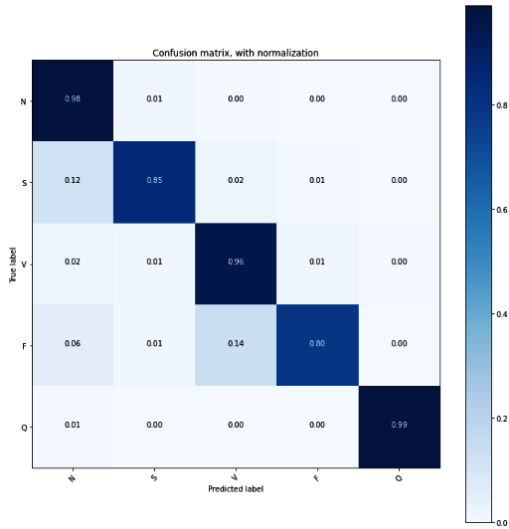 Confusion matrix, with normalization
N 0.98 0.01 0.00 0.00 0.00
S 0.12 0.85 0.02 0.01 0.00
V 0.02 0.01 0.96 0.01 0.00
F 0.06 0.01 0.14 0.80 0.00
Q 0.01 0.00 0.00 0.00 0.99
N S V F Q
True label
Predicted label
0.8
0.6
0.4
0.2
0.0